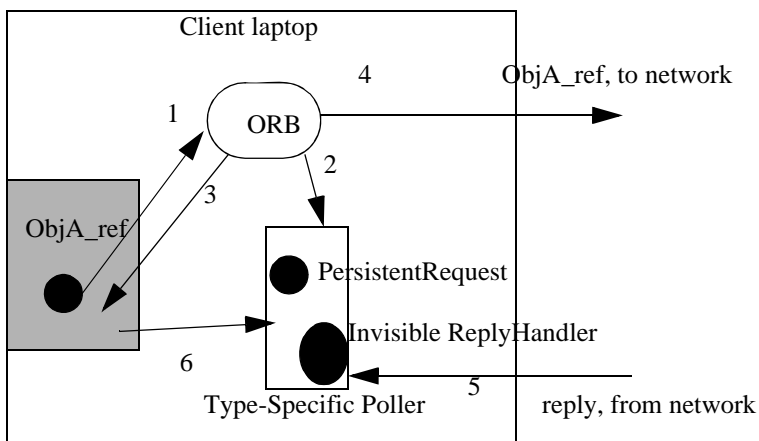 Client laptop
4
ObjA_ref, to network
1
ORB
2
3
ObjA_ref
PersistentRequest
Invisible ReplyHandler
6
5
Type-Specific Poller
reply, from network